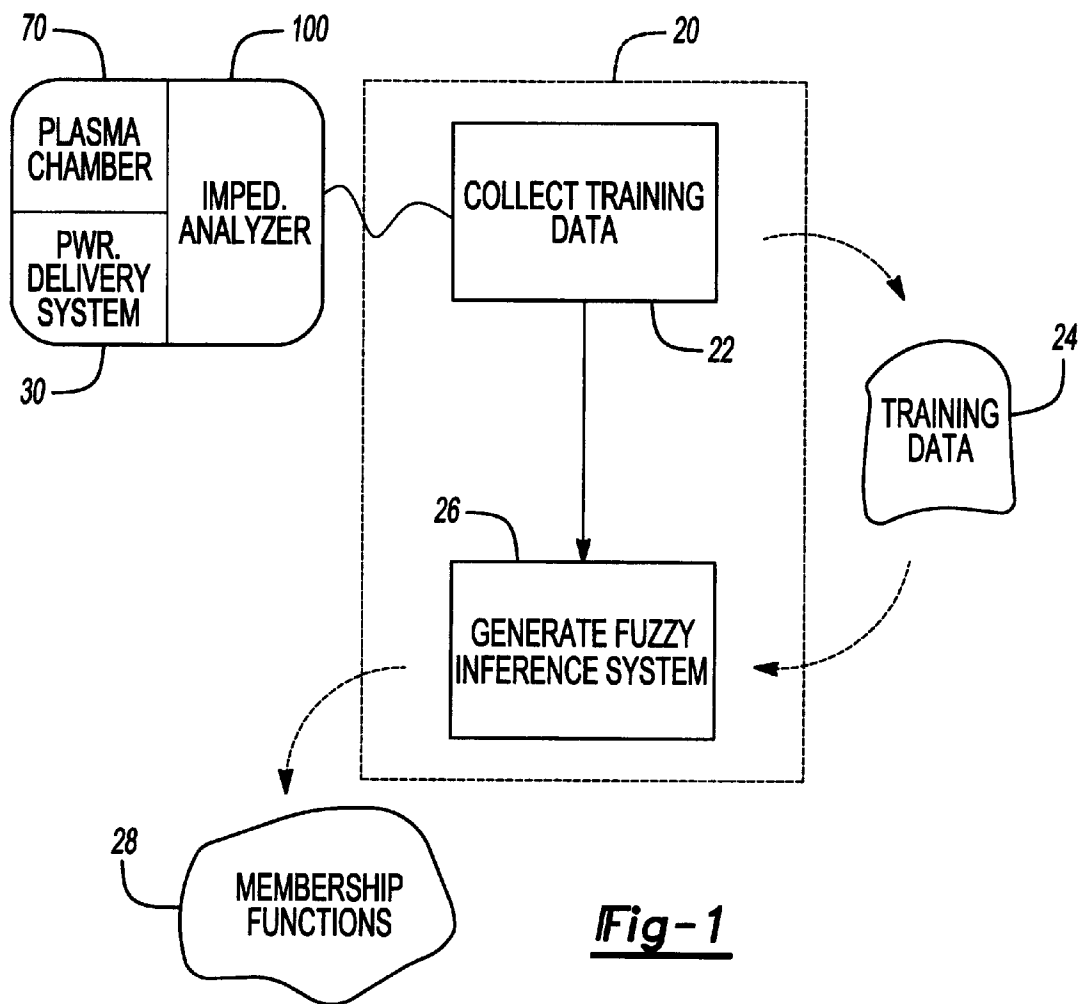 70
100
20
PLASMA
CHAMBER
IMPED.
ANALYZER
PWR.
DELIVERY
SYSTEM
30
COLLECT TRAINING
DATA
22
24
TRAINING
DATA
26
GENERATE FUZZY
INFERENCE SYSTEM
28
MEMBERSHIP
FUNCTIONS
Fig-1